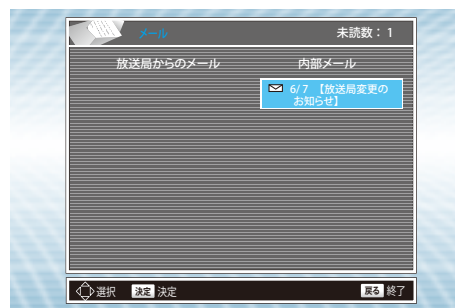 メール 未読数：1
放送局からのメール 内部メール
6/7 【放送局変更の
お知らせ】
選択 決定 決定 戻る 終了